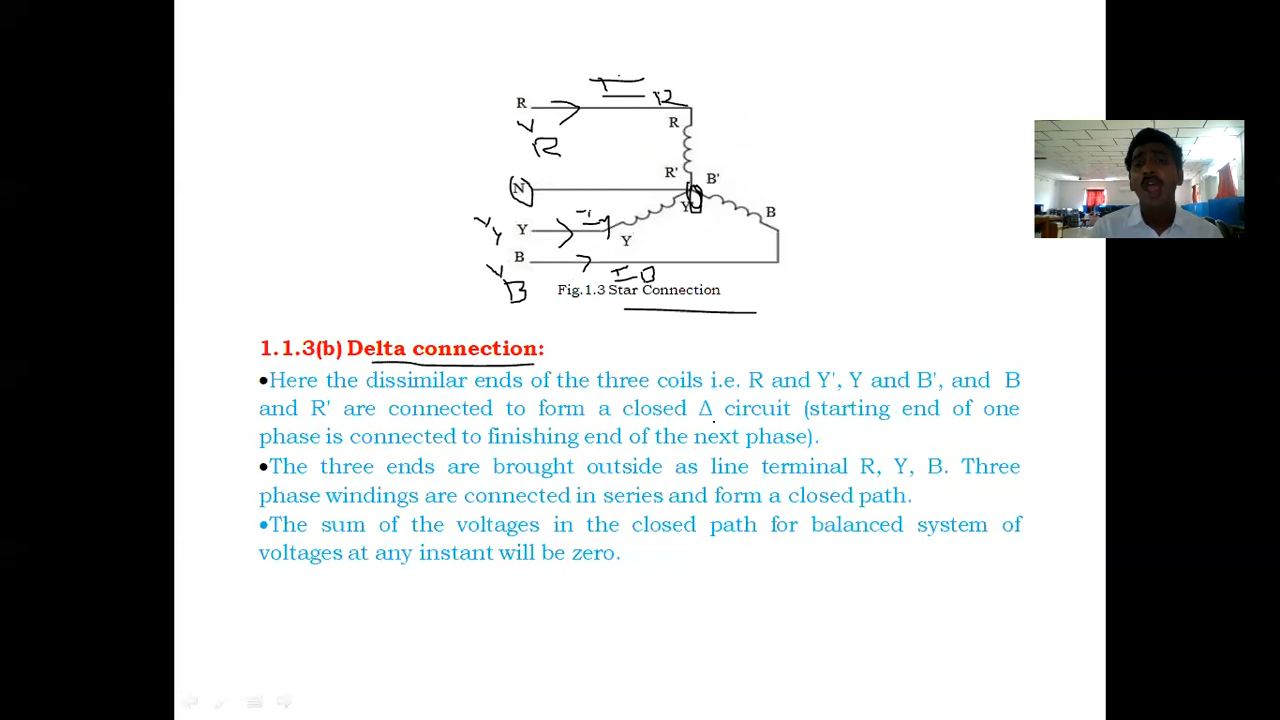 I
R
R
V
R
R
R'
B'
N
Y
B
V
Y
Y
I
Y
Y
B
I B
V
B
Fig.1.3 Star Connection
1.1.3(b) Delta connection:
•Here the dissimilar ends of the three coils i.e. R and Y', Y and B', and B
and R' are connected to form a closed Δ circuit (starting end of one
phase is connected to finishing end of the next phase).
•The three ends are brought outside as line terminal R, Y, B. Three
phase windings are connected in series and form a closed path.
•The sum of the voltages in the closed path for balanced system of
voltages at any instant will be zero.